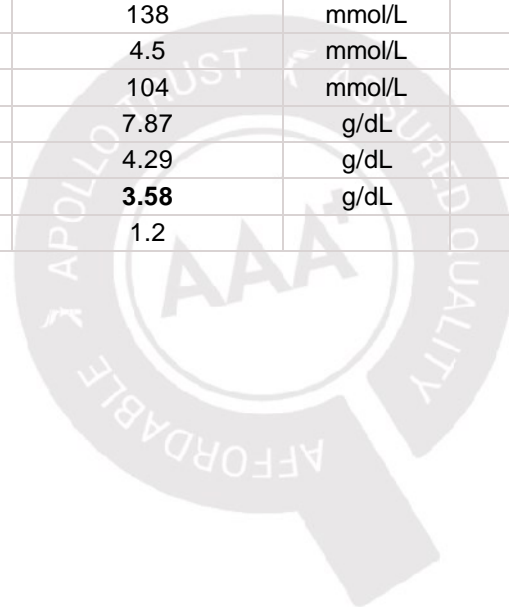 138 mmol/L
4.5 mmol/L
104 mmol/L
7.87 g/dL
4.29 g/dL
3.58 g/dL
1.2
APOLLO TRUST ASSURED QUALITY AFFORDABLE
AAA+